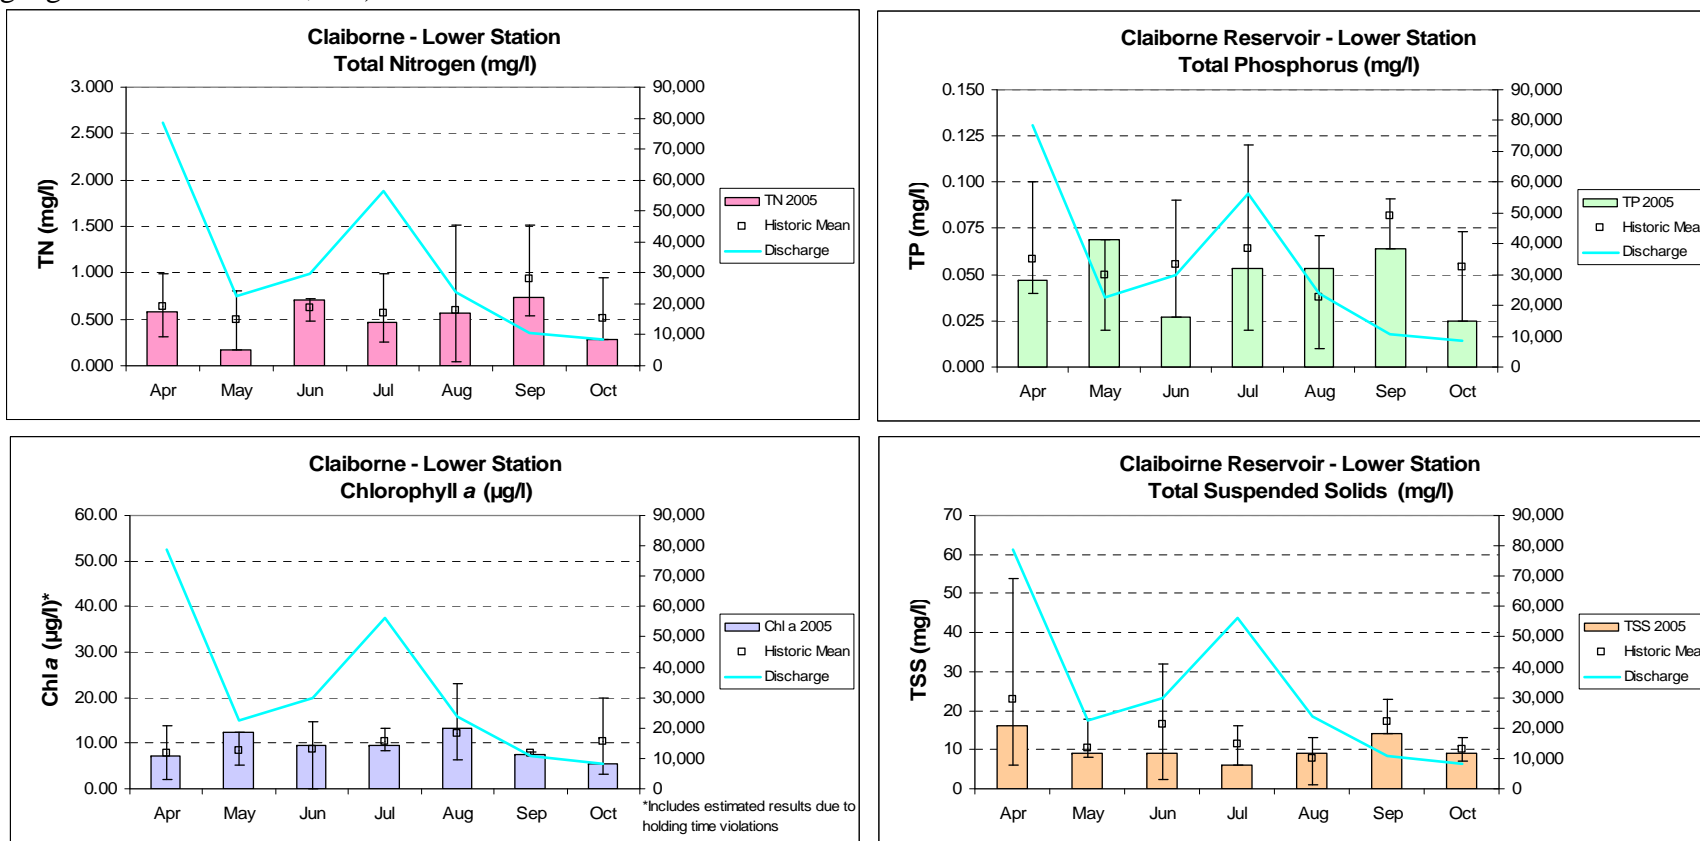 Claiborne - Lower Station
Total Nitrogen (mg/l)
3.000
2.500
2.000
1.500
1.000
0.500
0.000
TN (mg/l)
90,000
80,000
70,000
60,000
50,000
40,000
30,000
20,000
10,000
0
Apr May Jun Jul Aug Sep Oct
TN 2005
Historic Mean
Discharge
Claiborne Reservoir - Lower Station
Total Phosphorus (mg/l)
0.150
0.125
0.100
0.075
0.050
0.025
0.000
TP (mg/l)
90,000
80,000
70,000
60,000
50,000
40,000
30,000
20,000
10,000
0
Apr May Jun Jul Aug Sep Oct
TP 2005
Historic Mea
Discharge
Claiborne - Lower Station
Chlorophyll a (µg/l)
60.00
50.00
40.00
30.00
20.00
10.00
0.00
Chl a (µg/l)*
90,000
80,000
70,000
60,000
50,000
40,000
30,000
20,000
10,000
0
Apr May Jun Jul Aug Sep Oct
Chl a 2005
Historic Mean
Discharge
*Includes estimated results due to
holding time violations
Claiboirne Reservoir - Lower Station
Total Suspended Solids (mg/l)
70
60
50
40
30
20
10
0
TSS (mg/l)
90,000
80,000
70,000
60,000
50,000
40,000
30,000
20,000
10,000
0
Apr May Jun Jul Aug Sep Oct
TSS 2005
Historic Mea
Discharge